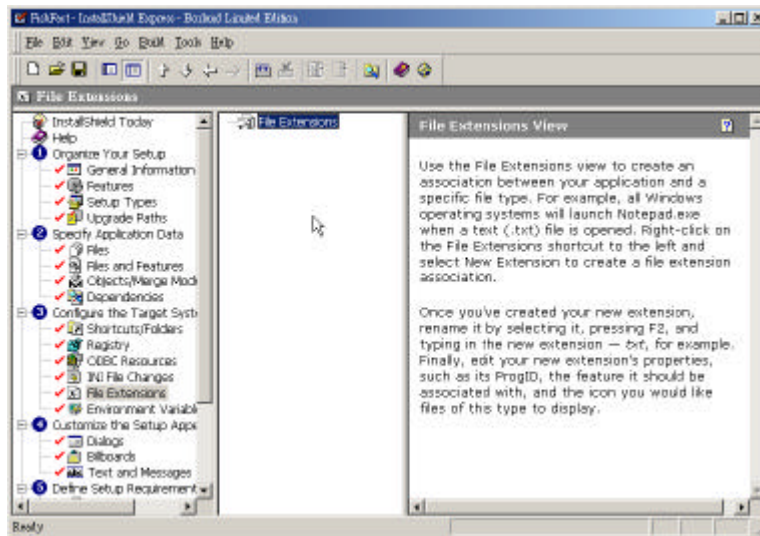 FishFact - InstallShield Express - Borland Limited Edition
File Edit View Go Build Tools Help
File Extensions
InstallShield Today
Help
1 Organize Your Setup
General Information
Features
Setup Types
Upgrade Paths
2 Specify Application Data
Files
Files and Features
Objects/Merge Mod
Dependencies
3 Configure the Target Syst
Shortcuts/Folders
Registry
ODBC Resources
INI File Changes
File Extensions
Environment Variabl
4 Customize the Setup Appe
Dialogs
Billboards
Text and Messages
5 Define Setup Requirement
File Extensions
File Extensions View
Use the File Extensions view to create an
association between your application and a
specific file type. For example, all Windows
operating systems will launch Notepad.exe
when a text (.txt) file is opened. Right-click on
the File Extensions shortcut to the left and
select New Extension to create a file extension
association.
Once you've created your new extension,
rename it by selecting it, pressing F2, and
typing in the new extension — txt, for example.
Finally, edit your new extension's properties,
such as its ProgID, the feature it should be
associated with, and the icon you would like
files of this type to display.
Ready